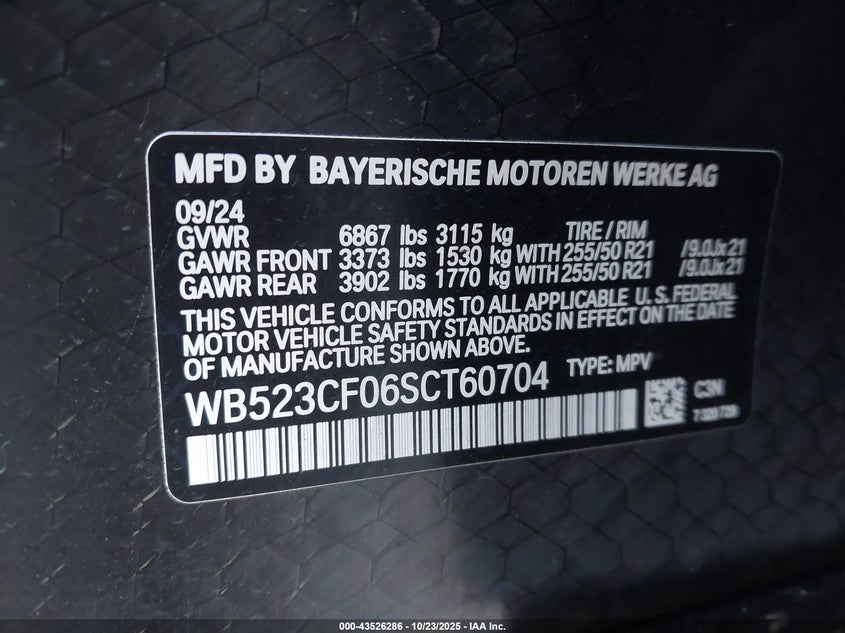 MFD BY BAYERISCHE MOTOREN WERKE AG
09/24
GVWR 6867 lbs 3115 kg TIRE / RIM
GAWR FRONT 3373 lbs 1530 kg WITH 255/50 R21 /9.0Jx21
GAWR REAR 3902 lbs 1770 kg WITH 255/50 R21 /9.0Jx21
THIS VEHICLE CONFORMS TO ALL APPLICABLE U.S. FEDERAL
MOTOR VEHICLE SAFETY STANDARDS IN EFFECT ON THE DATE
OF MANUFACTURE SHOWN ABOVE.
WB523CF06SCT60704 TYPE: MPV
C3N
000-43526286 - 10/23/2025 - IAA Inc.